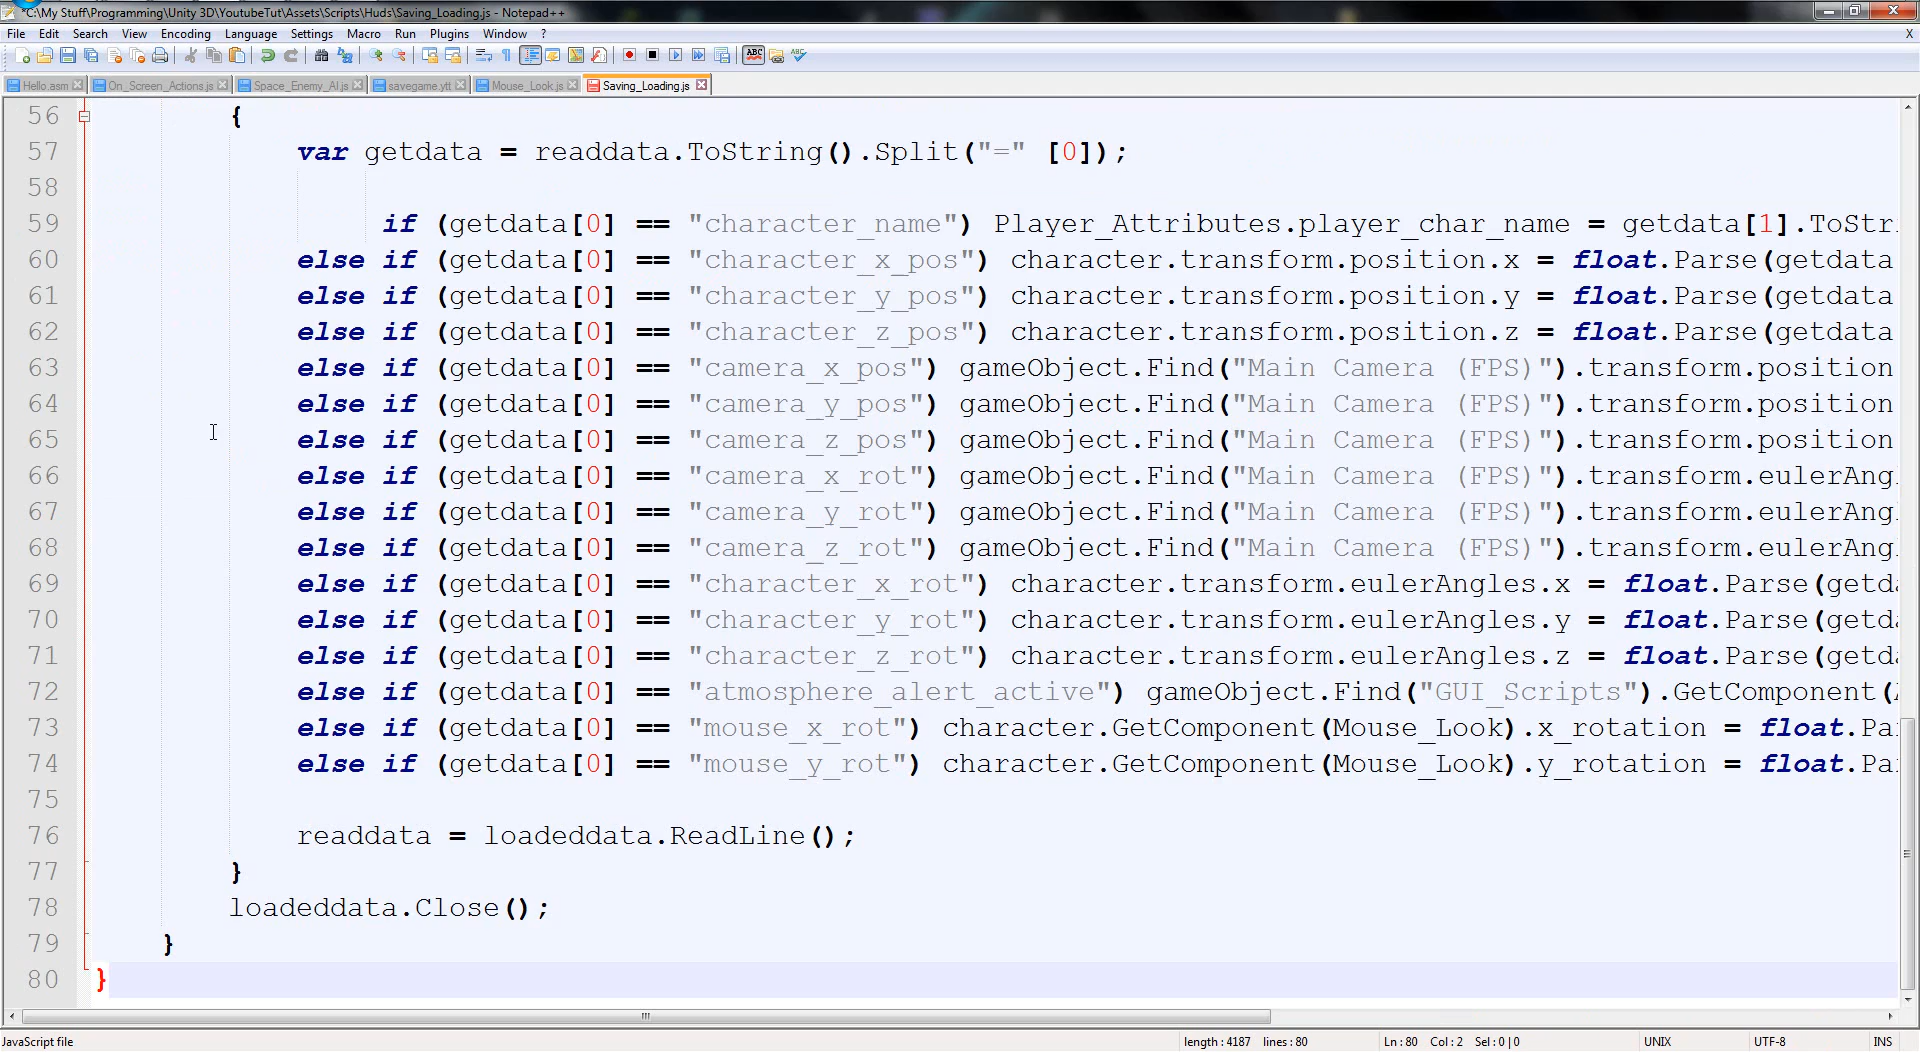 *C:\My Stuff\Programming\Unity 3D\YoutubeTut\Assets\Scripts\Huds\Saving_Loading.js - Notepad++
File Edit Search View Encoding Language Settings Macro Run Plugins Window ? X
Hello.asm On_Screen_Actions.js Space_Enemy_AI.js savegame.ytt Mouse_Look.js Saving_Loading.js
56 {
57 var getdata = readdata.ToString().Split("=" [0]);
58
59 if (getdata[0] == "character_name") Player_Attributes.player_char_name = getdata[1].ToStr
60 else if (getdata[0] == "character_x_pos") character.transform.position.x = float.Parse(getdata
61 else if (getdata[0] == "character_y_pos") character.transform.position.y = float.Parse(getdata
62 else if (getdata[0] == "character_z_pos") character.transform.position.z = float.Parse(getdata
63 else if (getdata[0] == "camera_x_pos") gameObject.Find("Main Camera (FPS)").transform.position
64 else if (getdata[0] == "camera_y_pos") gameObject.Find("Main Camera (FPS)").transform.position
65 else if (getdata[0] == "camera_z_pos") gameObject.Find("Main Camera (FPS)").transform.position
66 else if (getdata[0] == "camera_x_rot") gameObject.Find("Main Camera (FPS)").transform.eulerAng
67 else if (getdata[0] == "camera_y_rot") gameObject.Find("Main Camera (FPS)").transform.eulerAng
68 else if (getdata[0] == "camera_z_rot") gameObject.Find("Main Camera (FPS)").transform.eulerAng
69 else if (getdata[0] == "character_x_rot") character.transform.eulerAngles.x = float.Parse(getda
70 else if (getdata[0] == "character_y_rot") character.transform.eulerAngles.y = float.Parse(getda
71 else if (getdata[0] == "character_z_rot") character.transform.eulerAngles.z = float.Parse(getda
72 else if (getdata[0] == "atmosphere_alert_active") gameObject.Find("GUI_Scripts").GetComponent(
73 else if (getdata[0] == "mouse_x_rot") character.GetComponent(Mouse_Look).x_rotation = float.Pa
74 else if (getdata[0] == "mouse_y_rot") character.GetComponent(Mouse_Look).y_rotation = float.Pa
75
76 readdata = loadeddata.ReadLine();
77 }
78 loadeddata.Close();
79 }
80 }
JavaScript file length : 4187 lines : 80 Ln : 80 Col : 2 Sel : 0 | 0 UNIX UTF-8 INS